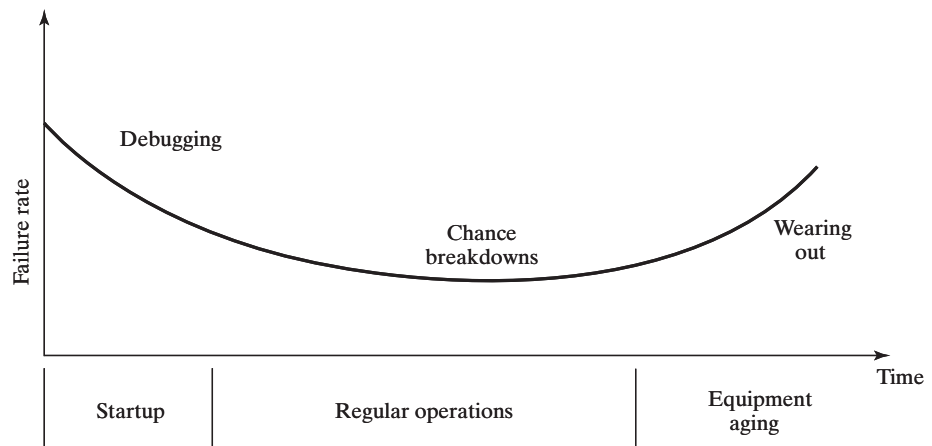 Debugging
Failure rate
Chance
breakdowns
Wearing
out
Time
Startup
Regular operations
Equipment
aging